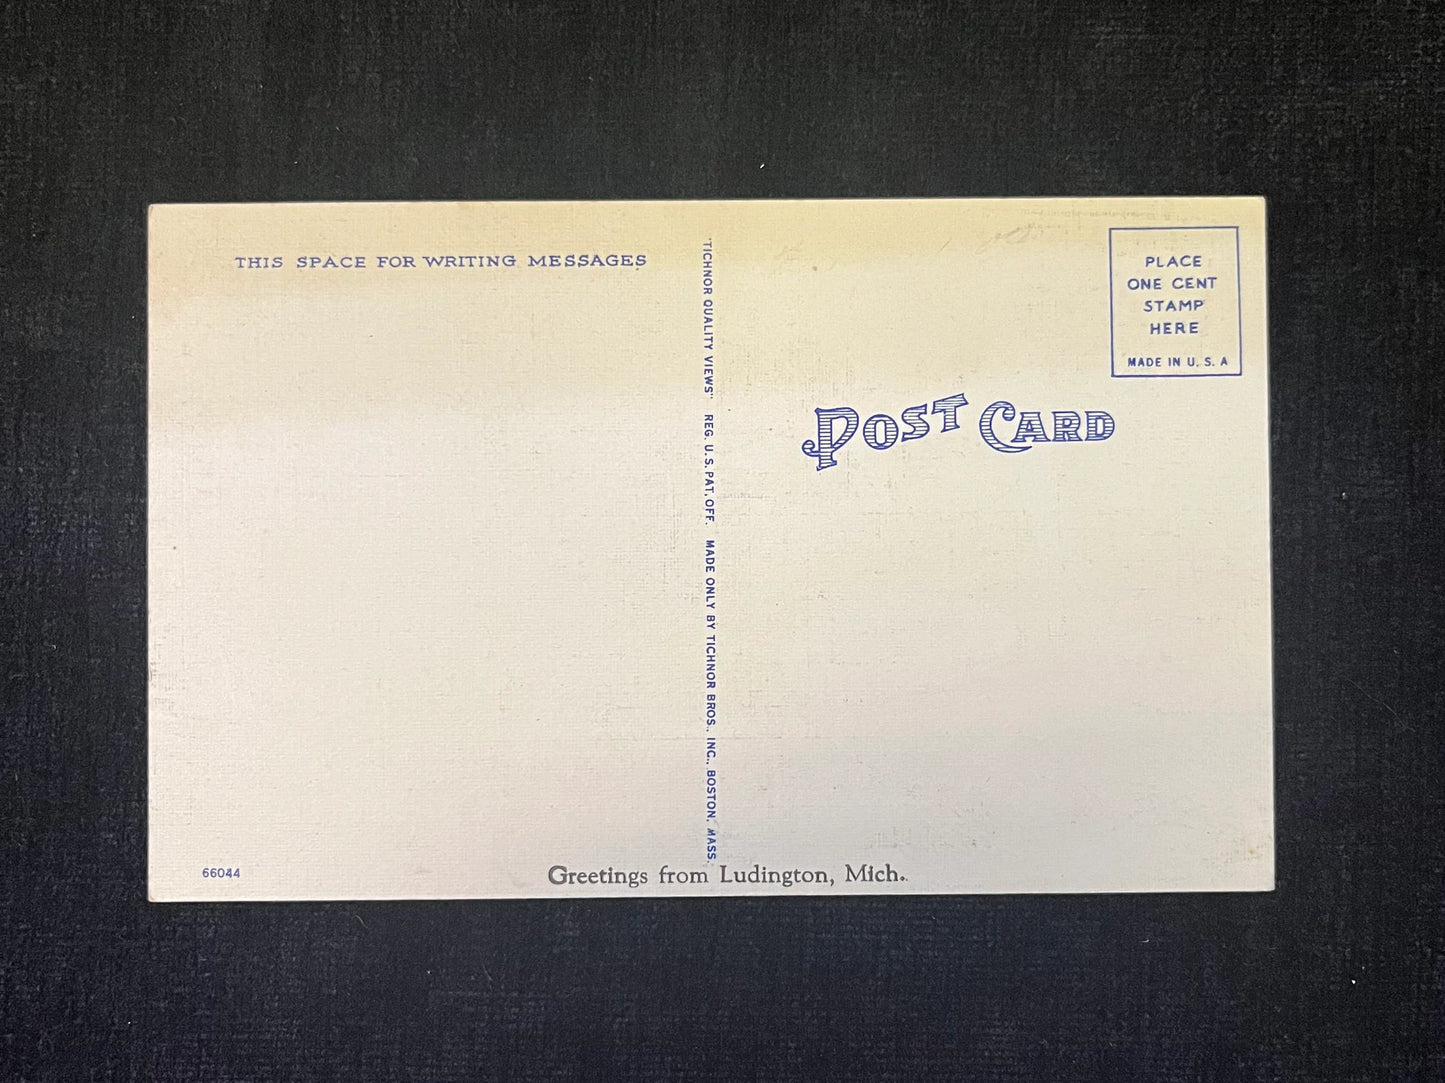 THIS SPACE FOR WRITING MESSAGES
"TICHNOR QUALITY VIEWS" REG. U. S. PAT. OFF. MADE ONLY BY TICHNOR BROS., INC., BOSTON, MASS.
PLACE
ONE CENT
STAMP
HERE
MADE IN U. S. A
POST CARD
66044
Greetings from Ludington, Mich.